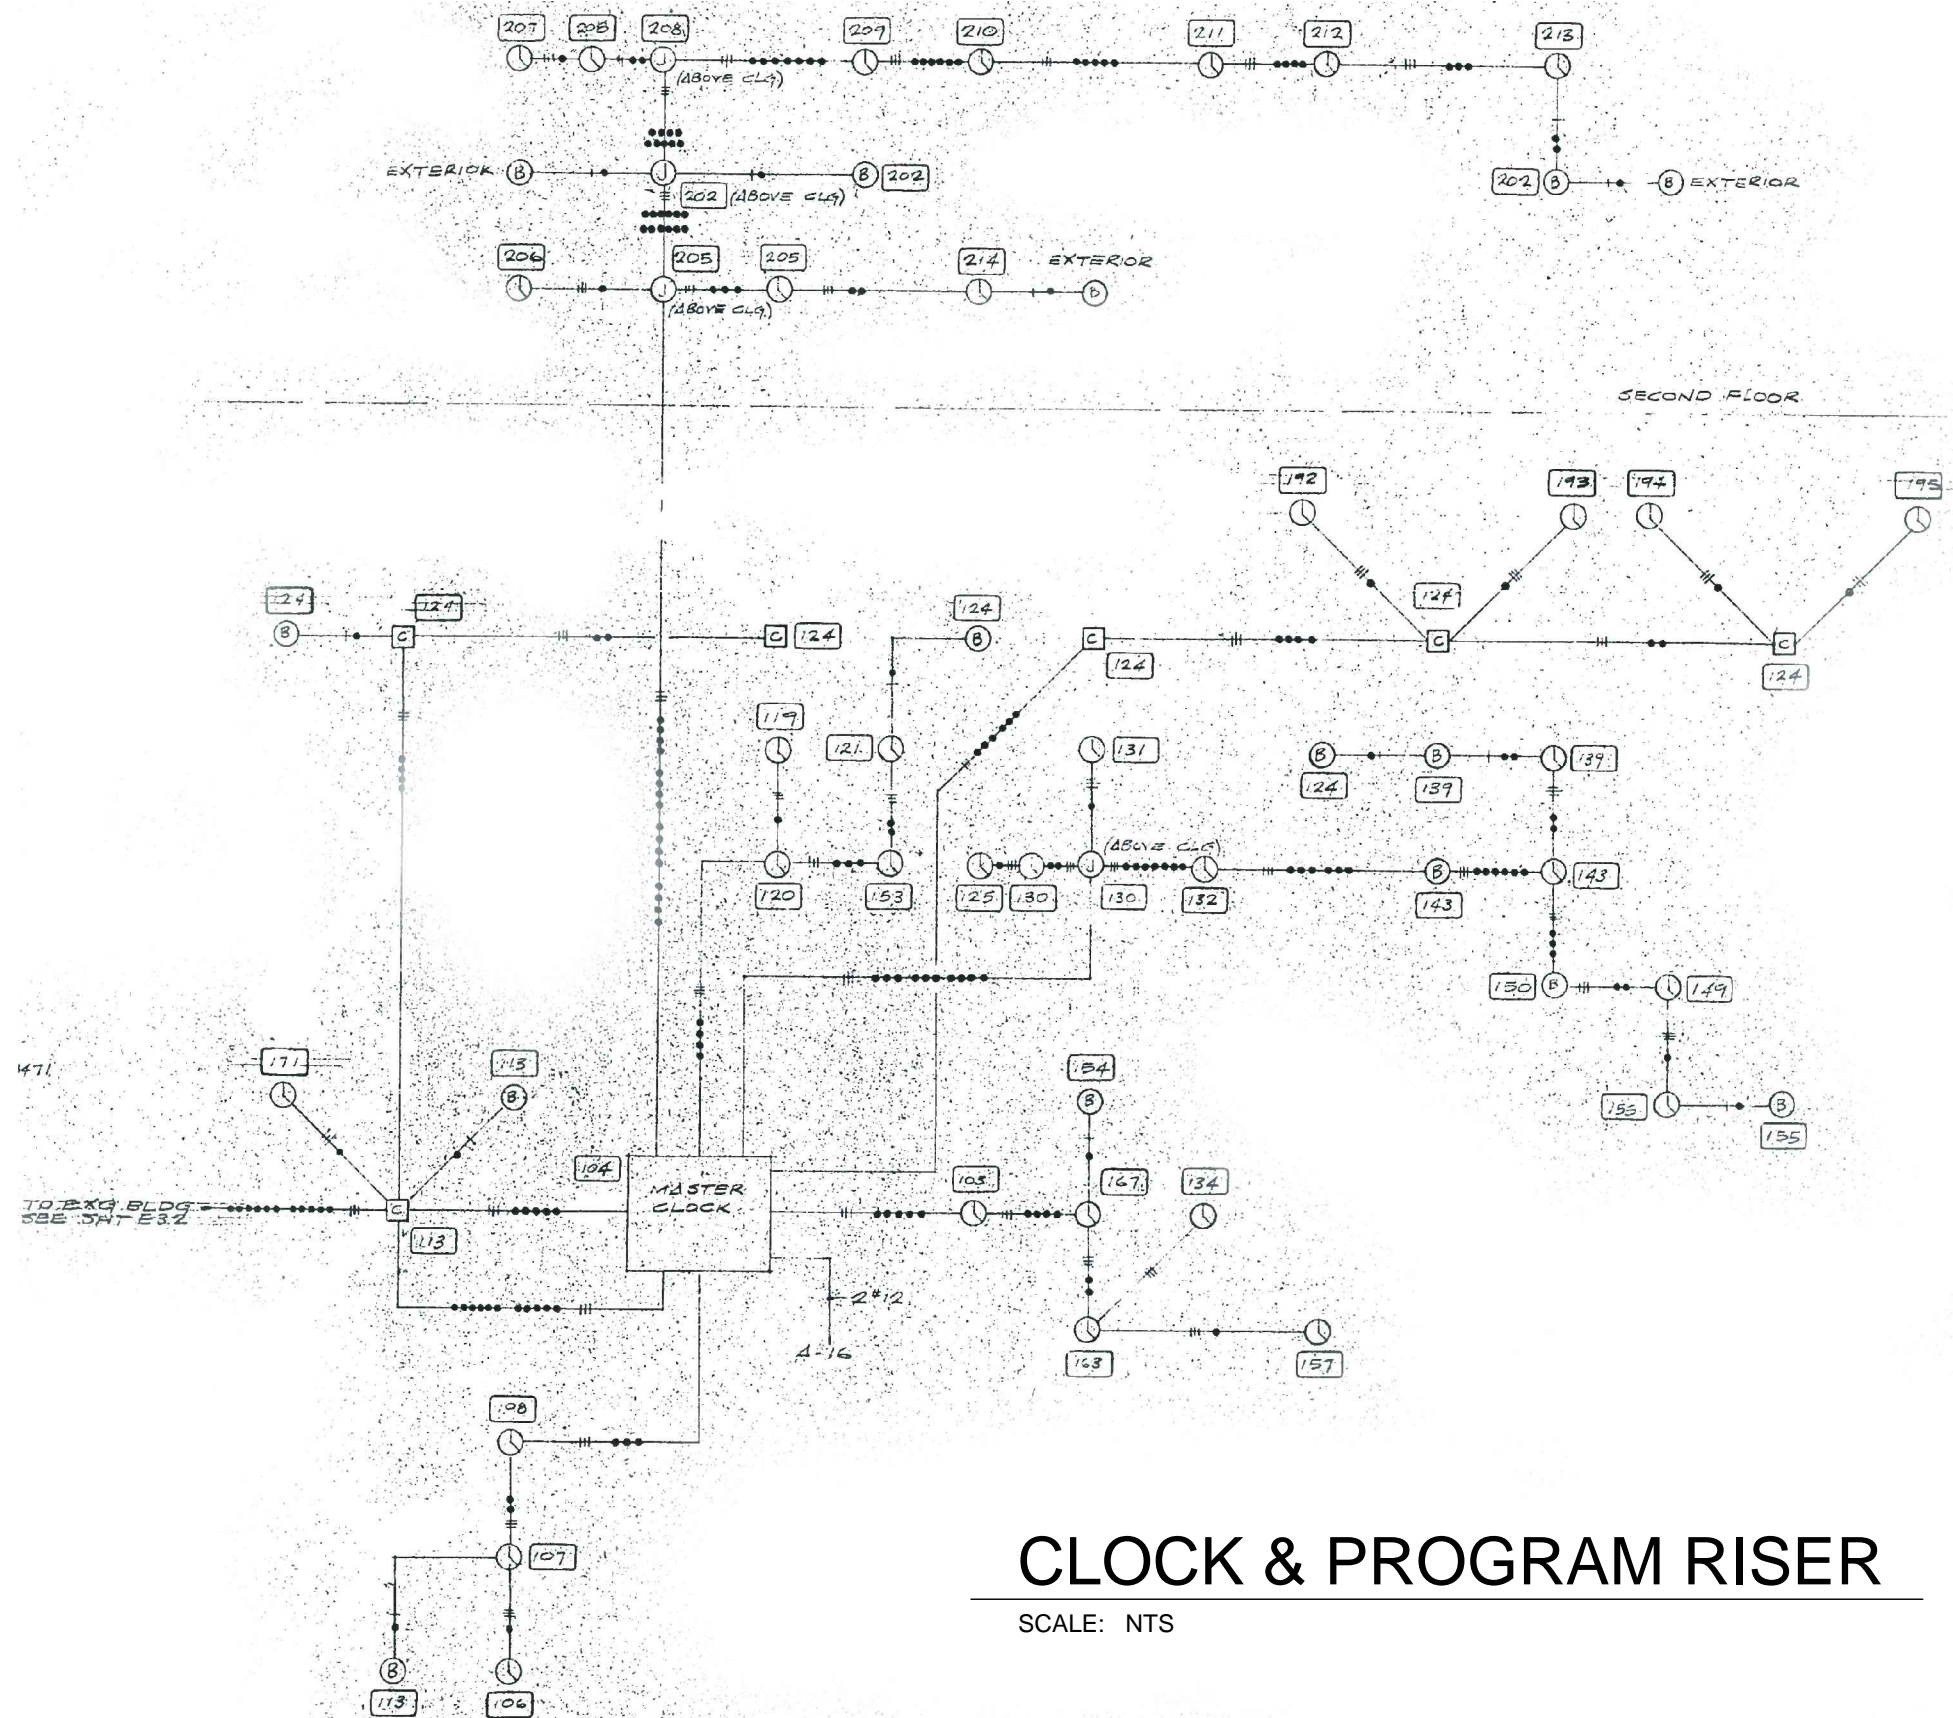 207 208 208 209 210 211 212 213
(ABOVE CLG)
EXTERIOR B J B 202
202 (ABOVE CLG)
202 B B EXTERIOR
206 205 205 214 EXTERIOR
J B
(ABOVE CLG)
SECOND FLOOR
192 193 194 195
124 124 124 124
B C C 124 B C C C
124 124
119 121 131 B B 139
124 139
(ABOVE CLG)
J B 143
120 153 125 130 130 132 143
150 B 149
471
171 113 154
B B
155 B
155
104 MASTER
CLOCK
103 167 134
TO EXG BLDG
SEE SHT E3.2
C
113
2#12
A-16
163 157
198
107
B
113 106
CLOCK & PROGRAM RISER
SCALE: NTS